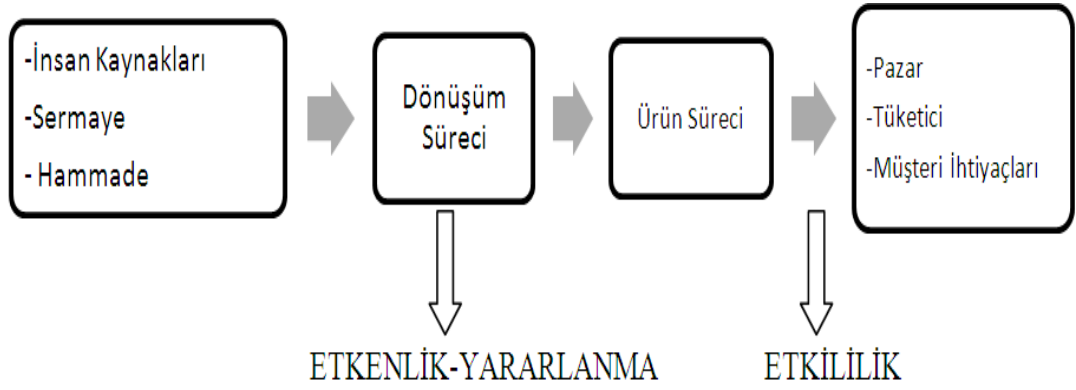 -İnsan Kaynakları
-Sermaye
- Hammade
Dönüşüm
Süreci
Ürün Süreci
-Pazar
-Tüketici
-Müşteri İhtiyaçları
ETKENLİK-YARARLANMA
ETKİLİLİK